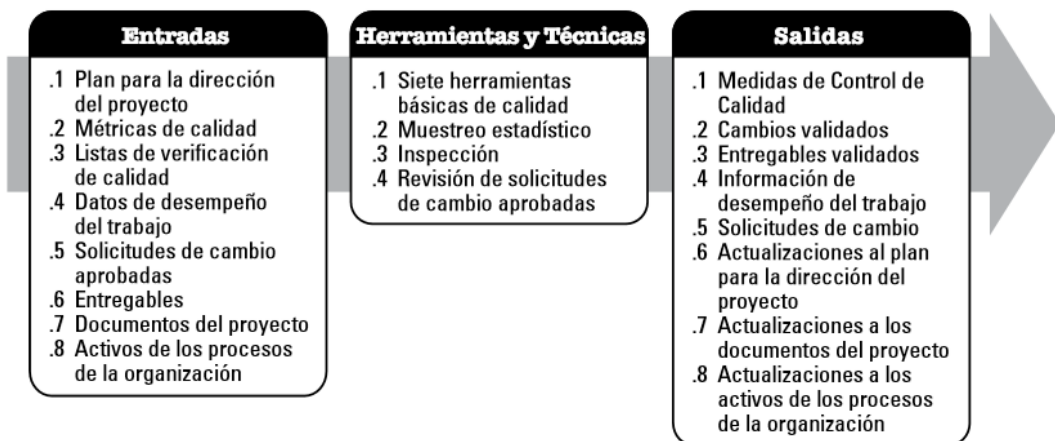 Entradas
.1 Plan para la dirección
del proyecto
.2 Métricas de calidad
.3 Listas de verificación
de calidad
.4 Datos de desempeño
del trabajo
.5 Solicitudes de cambio
aprobadas
.6 Entregables
.7 Documentos del proyecto
.8 Activos de los procesos
de la organización
Herramientas y Técnicas
.1 Siete herramientas
básicas de calidad
.2 Muestreo estadístico
.3 Inspección
.4 Revisión de solicitudes
de cambio aprobadas
Salidas
.1 Medidas de Control de
Calidad
.2 Cambios validados
.3 Entregables validados
.4 Información de
desempeño del trabajo
.5 Solicitudes de cambio
.6 Actualizaciones al plan
para la dirección del
proyecto
.7 Actualizaciones a los
documentos del proyecto
.8 Actualizaciones a los
activos de los procesos
de la organización